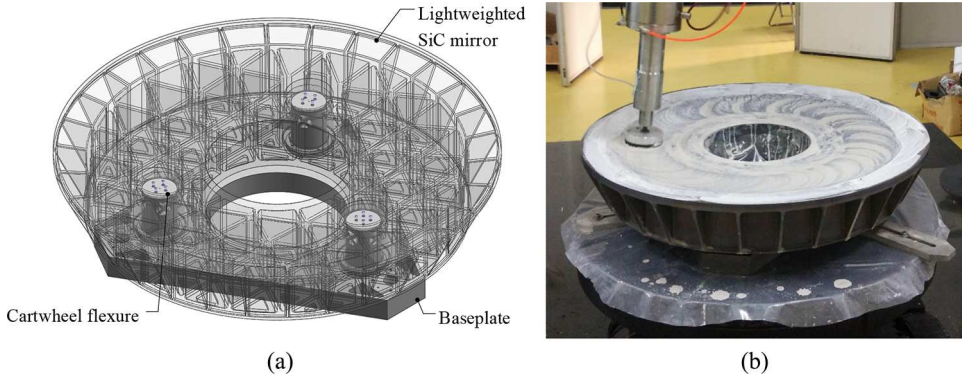 Lightweighted
SiC mirror
Cartwheel flexure
Baseplate
(a)
(b)